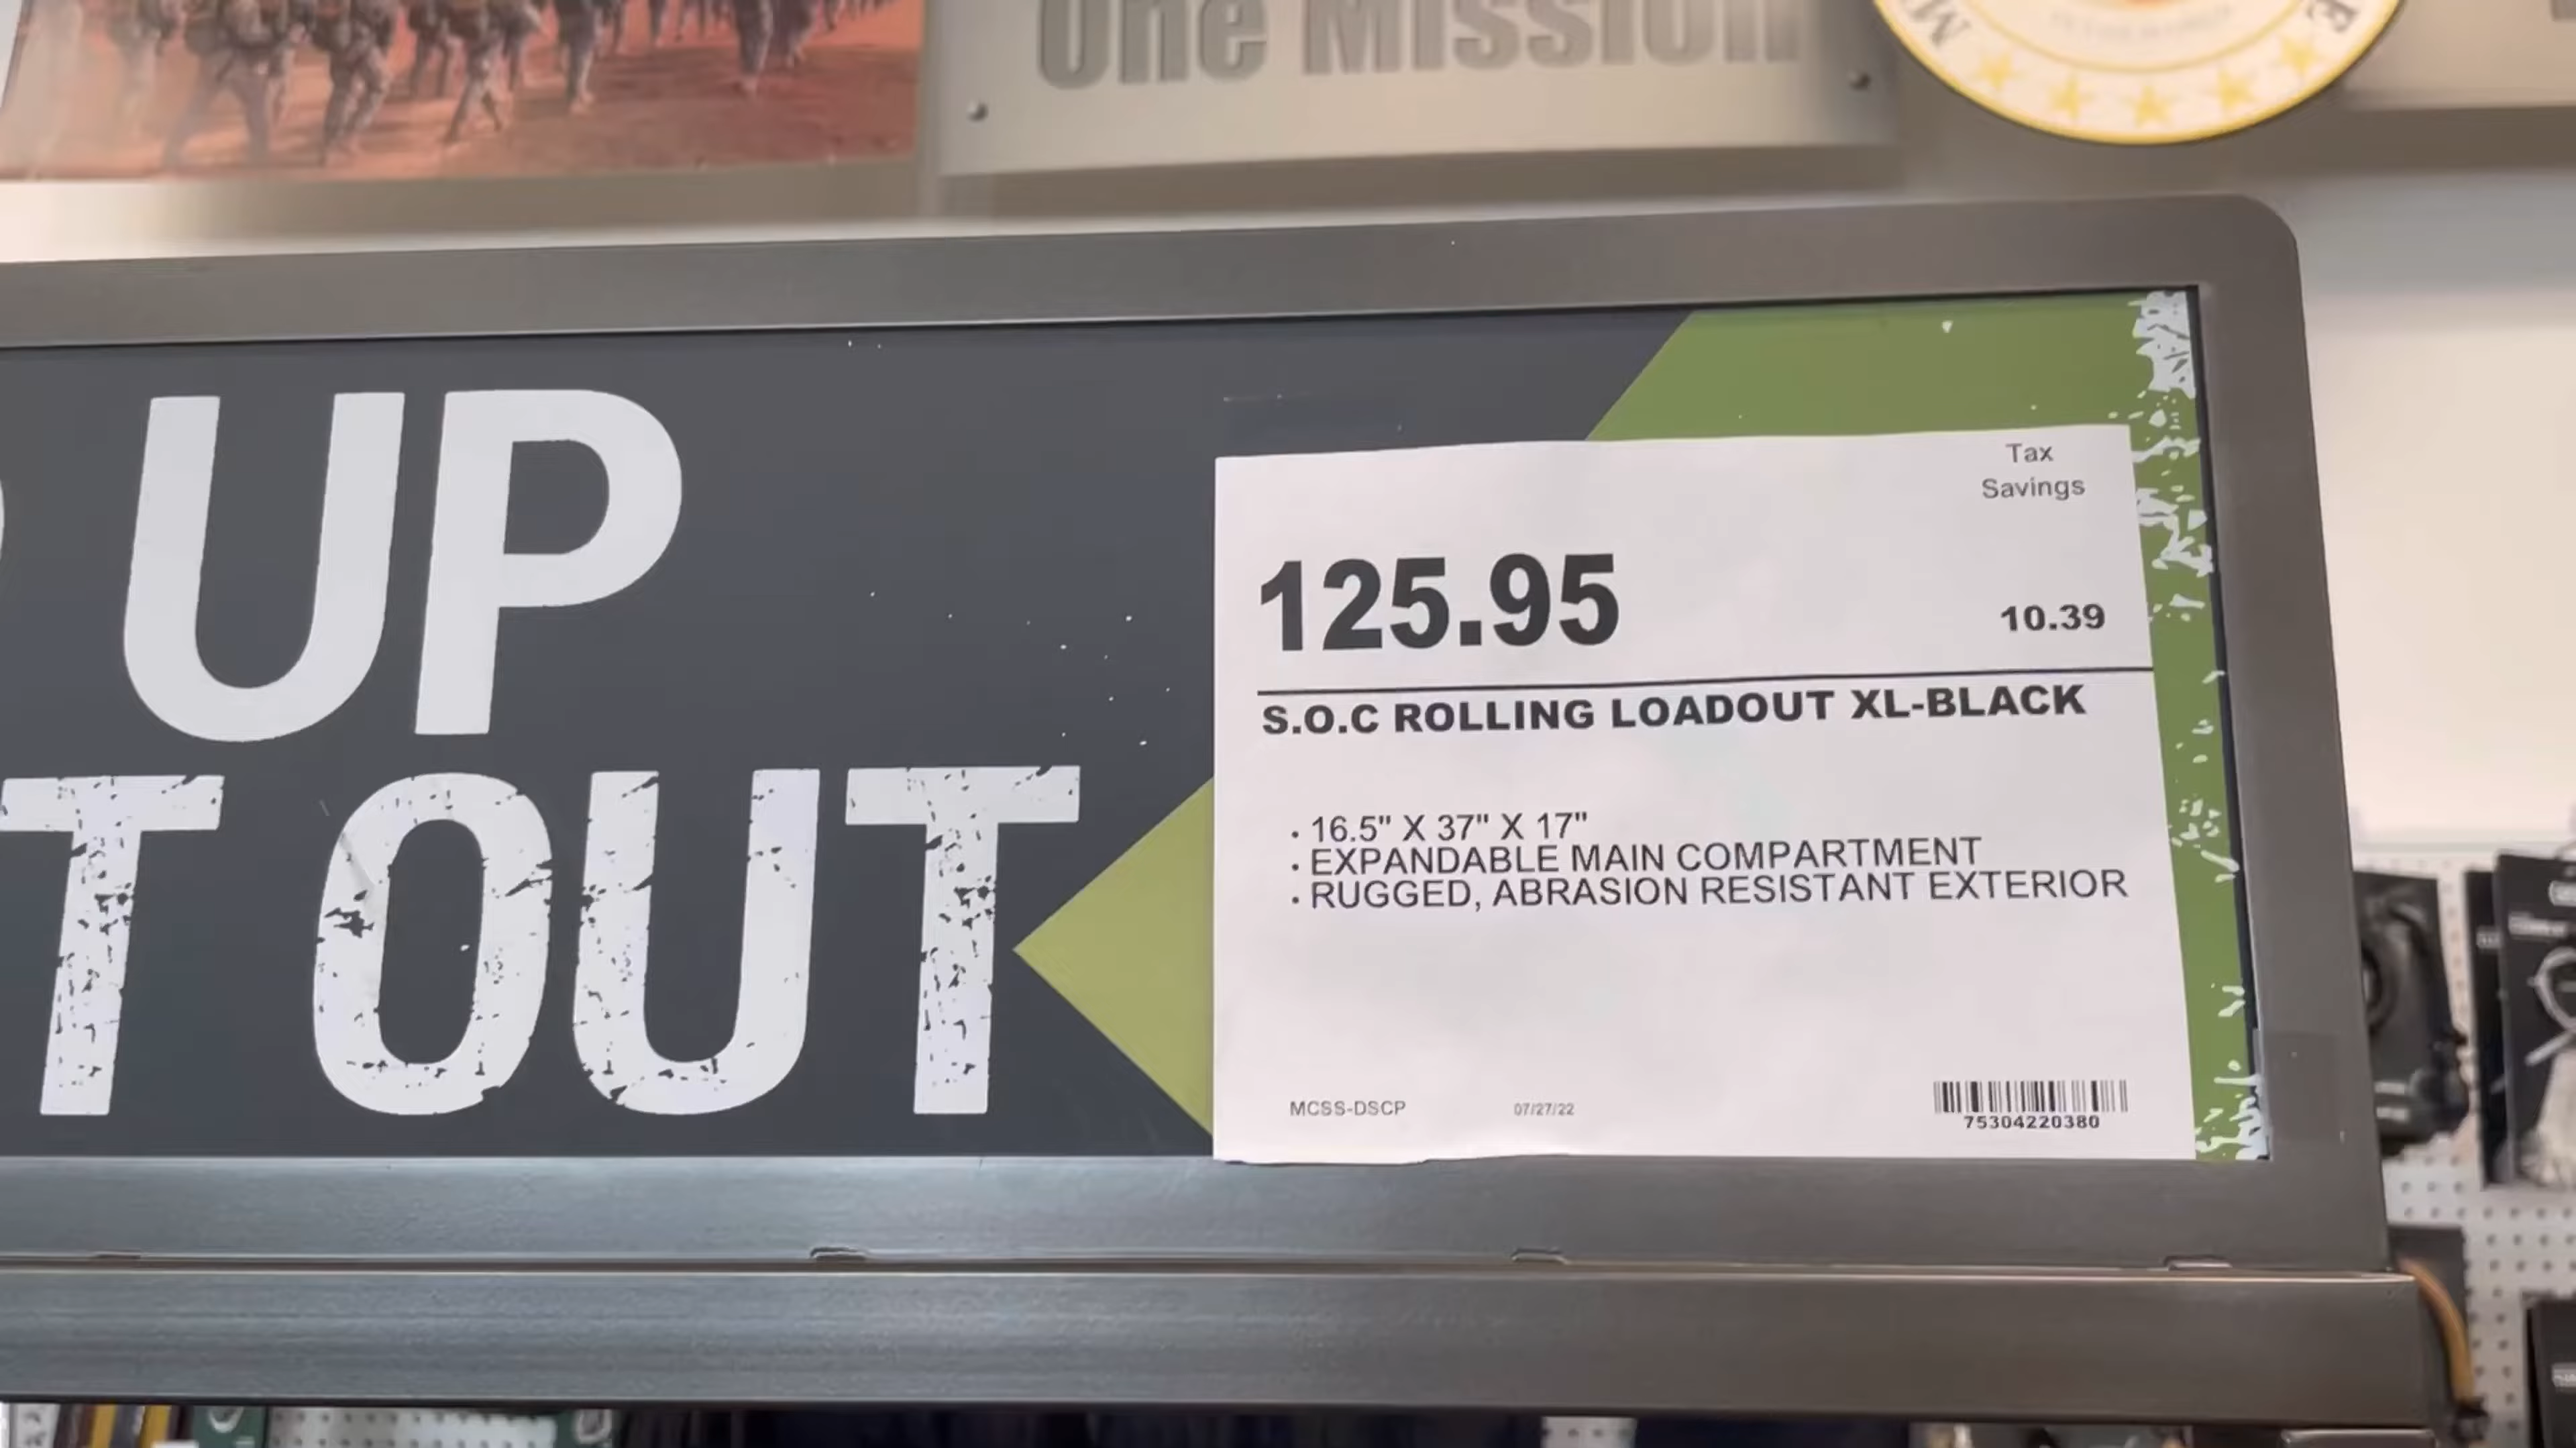 One Mission
UP
T OUT
Tax
Savings
125.95
10.39
S.O.C ROLLING LOADOUT XL-BLACK
• 16.5" X 37" X 17"
• EXPANDABLE MAIN COMPARTMENT
• RUGGED, ABRASION RESISTANT EXTERIOR
MCSS-DSCP
07/27/22
75304220380